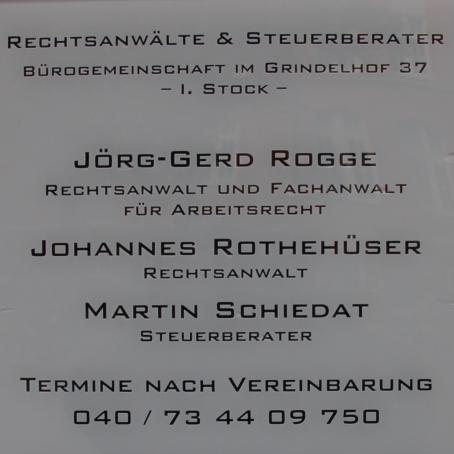 Rechtsanwälte & Steuerberater
Bürogemeinschaft im Grindelhof 37
– I. Stock –
Jörg-Gerd Rogge
Rechtsanwalt und Fachanwalt
für Arbeitsrecht
Johannes Rothehüser
Rechtsanwalt
Martin Schiedat
Steuerberater
Termine nach Vereinbarung
040 / 73 44 09 750